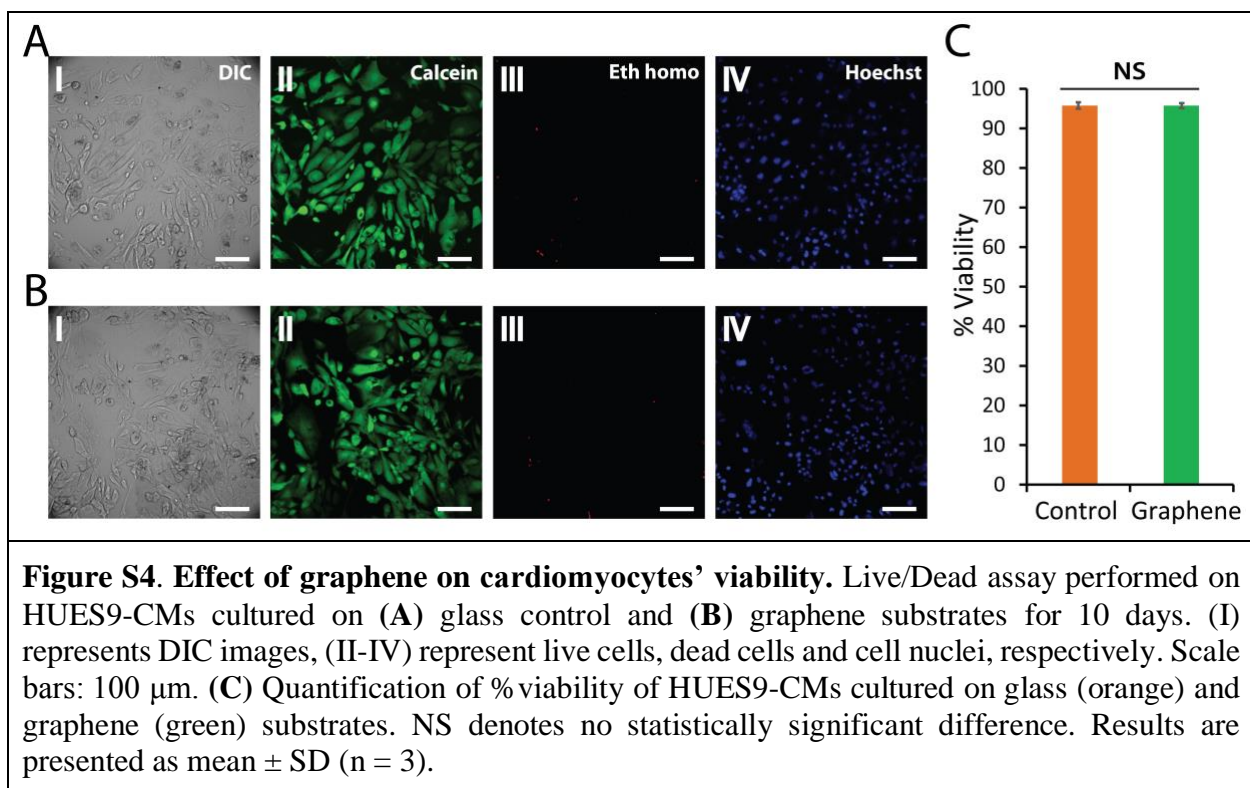 A
I
DIC
II
Calcein
III
Eth homo
IV
Hoechst
B
I
II
III
IV
C
NS
% Viability
100
90
80
70
60
50
40
30
20
10
0
Control
Graphene
Figure S4. Effect of graphene on cardiomyocytes’ viability. Live/Dead assay performed on
HUES9-CMs cultured on (A) glass control and (B) graphene substrates for 10 days. (I)
represents DIC images, (II-IV) represent live cells, dead cells and cell nuclei, respectively. Scale
bars: 100 μm. (C) Quantification of % viability of HUES9-CMs cultured on glass (orange) and
graphene (green) substrates. NS denotes no statistically significant difference. Results are
presented as mean ± SD (n = 3).